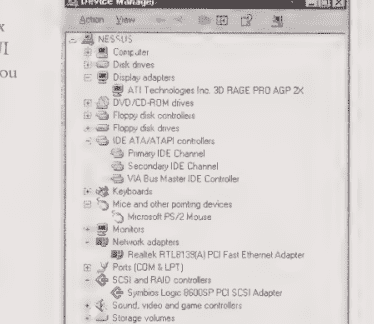 x
UI
ou
Device Manager
Action View
NESSUS
Computer
Disk drives
Display adapters
ATI Technologies Inc. 3D RAGE PRO AGP 2X
DVD/CD-ROM drives
Floppy disk controllers
Floppy disk drives
IDE ATA/ATAPI controllers
Primary IDE Channel
Secondary IDE Channel
VIA Bus Master IDE Controller
Keyboards
Mice and other pointing devices
Microsoft PS/2 Mouse
Monitors
Network adapters
Realtek RTL8139(A) PCI Fast Ethernet Adapter
Ports (COM & LPT)
SCSI and RAID controllers
Symbios Logic 8600SP PCI SCSI Adapter
Sound, video and game controllers
Storage volumes